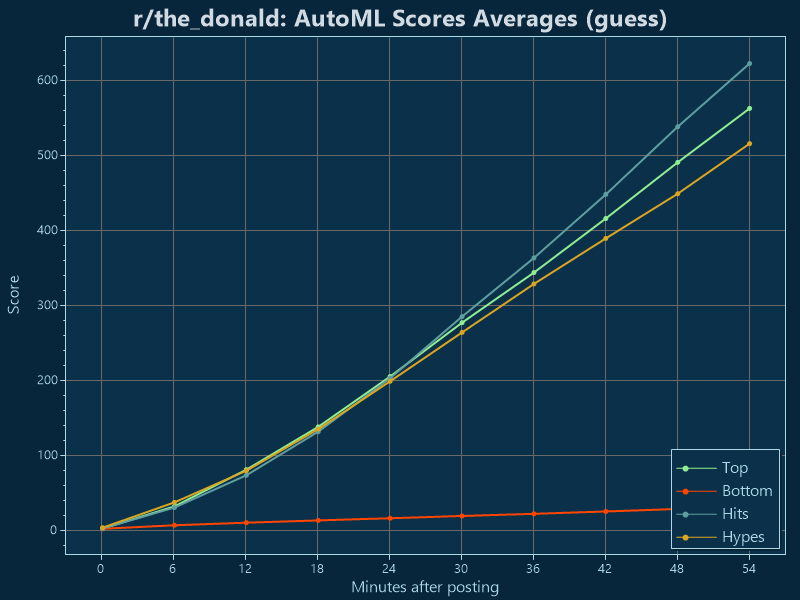 r/the_donald: AutoML Scores Averages (guess)
600
500
400
300
200
100
0
Score
0 6 12 18 24 30 36 42 48 54
Minutes after posting
Top
Bottom
Hits
Hypes